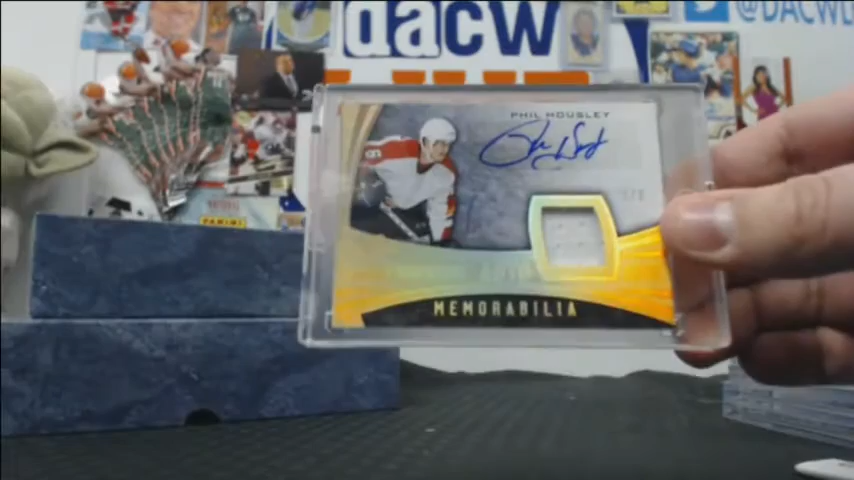 dacw
@DACWL
PHIL HOUSLEY
MEMORABILIA
PANINI